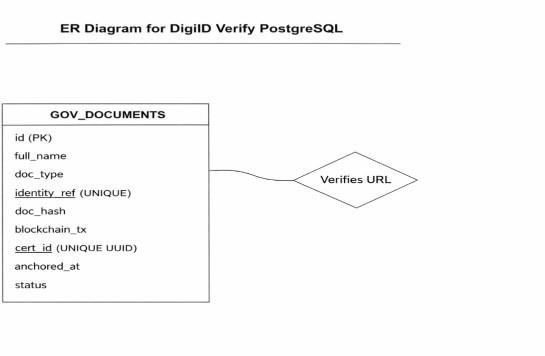 ER Diagram for DigiID Verify PostgreSQL
GOV_DOCUMENTS
id (PK)
full_name
doc_type
identity_ref (UNIQUE)
doc_hash
blockchain_tx
cert_id (UNIQUE UUID)
anchored_at
status
Verifies URL